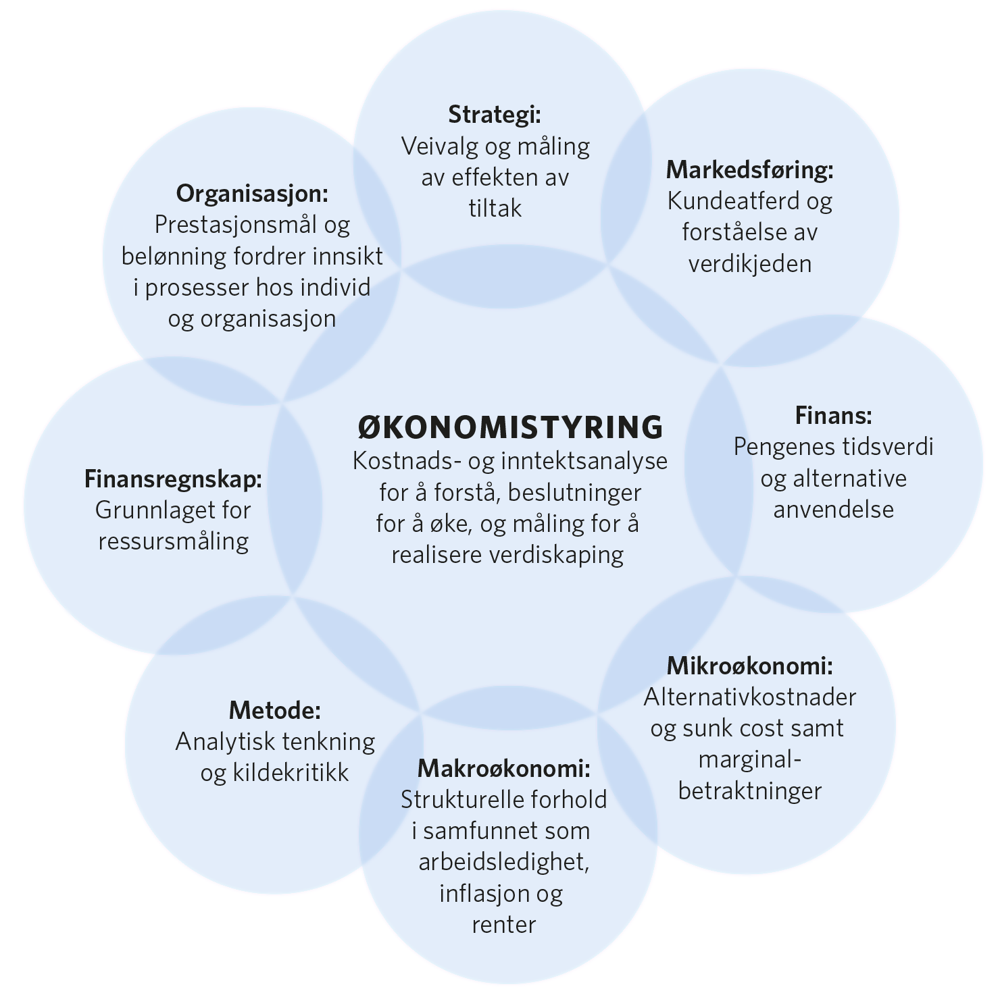 Strategi:
Veivalg og måling
av effekten av
tiltak
Markedsføring:
Kundeatferd og
forståelse av
verdikjeden
Organisasjon:
Prestasjonsmål og
belønning fordrer innsikt
i prosesser hos individ
og organisasjon
ØKONOMISTYRING
Kostnads- og inntektsanalyse
for å forstå, beslutninger
for å øke, og måling for å
realisere verdiskaping
Finans:
Pengenes tidsverdi
og alternative
anvendelse
Finansregnskap:
Grunnlaget for
ressursmåling
Mikroøkonomi:
Alternativkostnader
og sunk cost samt
marginal-
betraktninger
Metode:
Analytisk tenkning
og kildekritikk
Makroøkonomi:
Strukturelle forhold
i samfunnet som
arbeidsledighet,
inflasjon og
renter